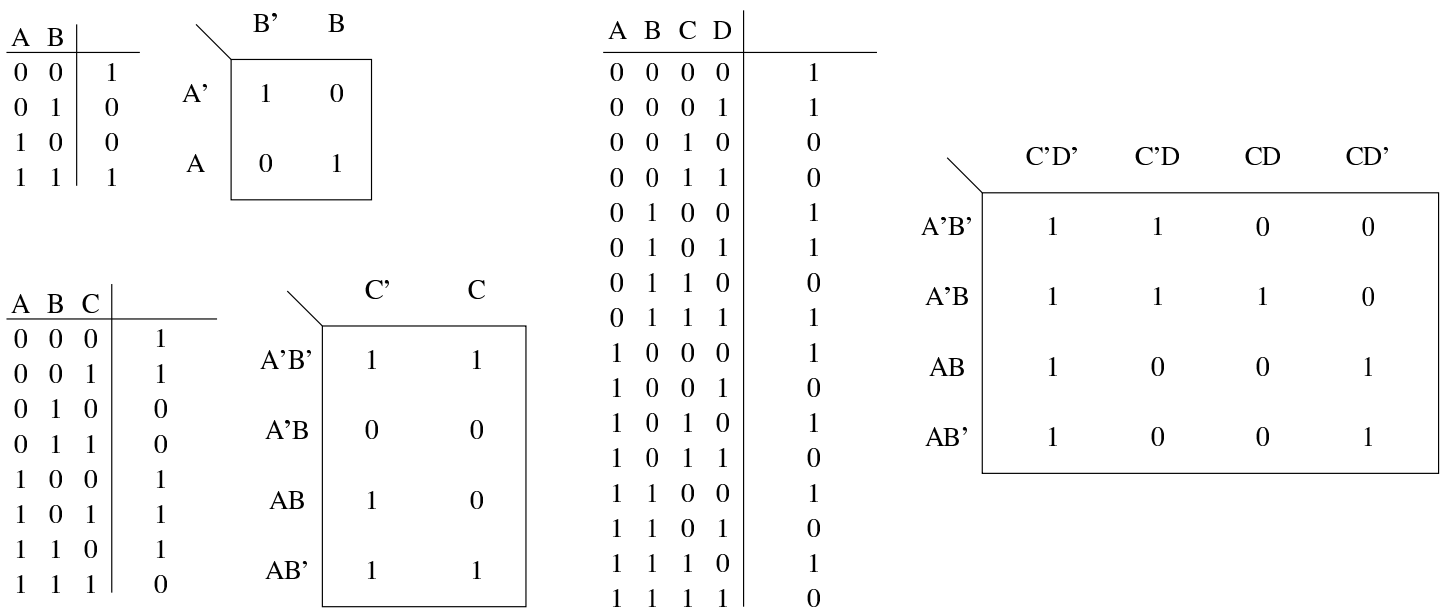 A B
0 0 1
0 1 0
1 0 0
1 1 1
B’ B
A’ 1 0
A 0 1
A B C
0 0 0 1
0 0 1 1
0 1 0 0
0 1 1 0
1 0 0 1
1 0 1 1
1 1 0 1
1 1 1 0
C’ C
A’B’ 1 1
A’B 0 0
AB 1 0
AB’ 1 1
A B C D
0 0 0 0 1
0 0 0 1 1
0 0 1 0 0
0 0 1 1 0
0 1 0 0 1
0 1 0 1 1
0 1 1 0 0
0 1 1 1 1
1 0 0 0 1
1 0 0 1 0
1 0 1 0 1
1 0 1 1 0
1 1 0 0 1
1 1 0 1 0
1 1 1 0 1
1 1 1 1 0
C’D’ C’D CD CD’
A’B’ 1 1 0 0
A’B 1 1 1 0
AB 1 0 0 1
AB’ 1 0 0 1